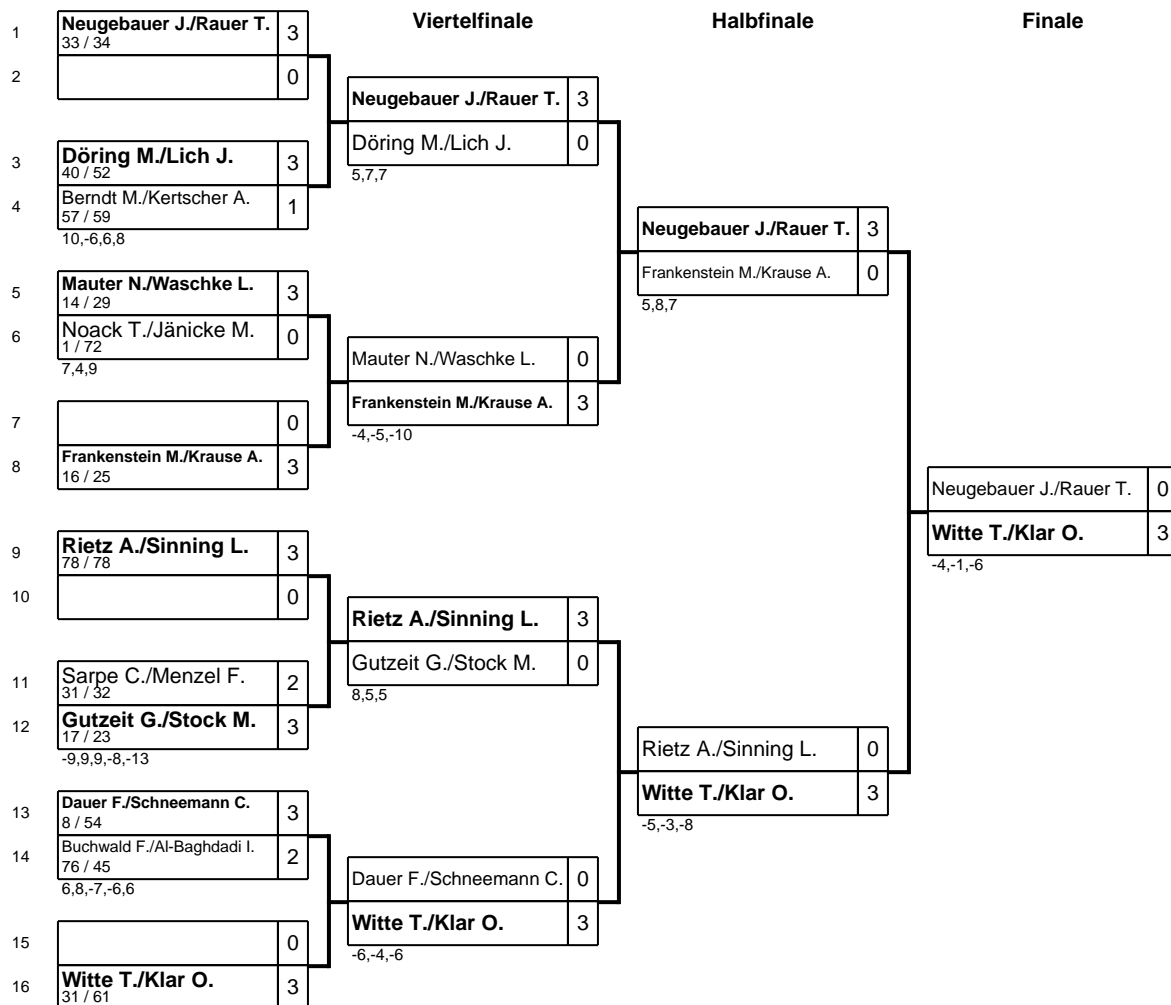 Viertelfinale
Halbfinale
Finale
1
Neugebauer J./Rauer T. 3
33 / 34
2
0
3
Döring M./Lich J. 3
40 / 52
4
Berndt M./Kertscher A. 1
57 / 59
10,-6,6,8
5
Mauter N./Waschke L. 3
14 / 29
6
Noack T./Jänicke M. 0
1 / 72
7,4,9
7
0
8
Frankenstein M./Krause A. 3
16 / 25
9
Rietz A./Sinning L. 3
78 / 78
10
0
11
Sarpe C./Menzel F. 2
31 / 32
12
Gutzeit G./Stock M. 3
17 / 23
-9,9,9,-8,-13
13
Dauer F./Schneemann C. 3
8 / 54
14
Buchwald F./Al-Baghdadi I. 2
76 / 45
6,8,-7,-6,6
15
0
16
Witte T./Klar O. 3
31 / 61
Neugebauer J./Rauer T. 3
Döring M./Lich J. 0
5,7,7
Mauter N./Waschke L. 0
Frankenstein M./Krause A. 3
-4,-5,-10
Rietz A./Sinning L. 3
Gutzeit G./Stock M. 0
8,5,5
Dauer F./Schneemann C. 0
Witte T./Klar O. 3
-6,-4,-6
Neugebauer J./Rauer T. 3
Frankenstein M./Krause A. 0
5,8,7
Rietz A./Sinning L. 0
Witte T./Klar O. 3
-5,-3,-8
Neugebauer J./Rauer T. 0
Witte T./Klar O. 3
-4,-1,-6